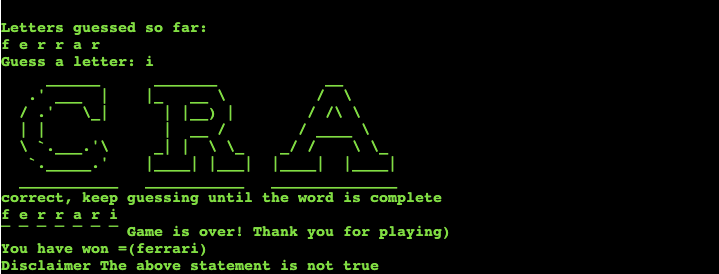 Letters guessed so far:
f e r r a r
Guess a letter: i
C R A
correct, keep guessing until the word is complete
f e r r a r i
Game is over! Thank you for playing)
You have won =(ferrari)
Disclaimer The above statement is not true